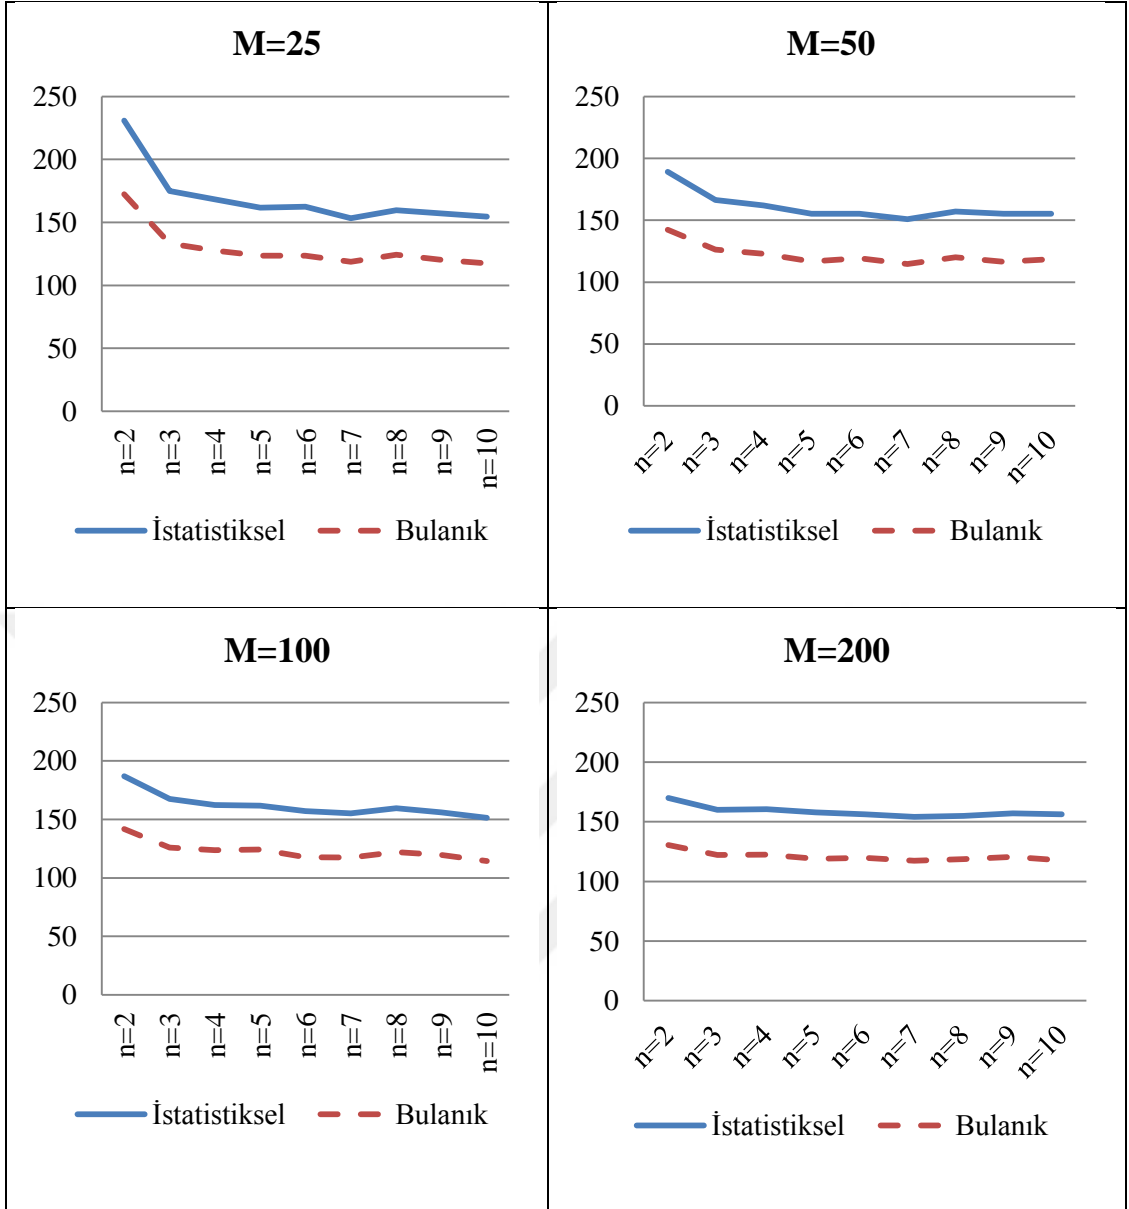 M=25
250
200
150
100
50
0
n=2
n=3
n=4
n=5
n=6
n=7
n=8
n=9
n=10
İstatistiksel
Bulanık
M=50
250
200
150
100
50
0
n=2
n=3
n=4
n=5
n=6
n=7
n=8
n=9
n=10
İstatistiksel
Bulanık
M=100
250
200
150
100
50
0
n=2
n=3
n=4
n=5
n=6
n=7
n=8
n=9
n=10
İstatistiksel
Bulanık
M=200
250
200
150
100
50
0
n=2
n=3
n=4
n=5
n=6
n=7
n=8
n=9
n=10
İstatistiksel
Bulanık